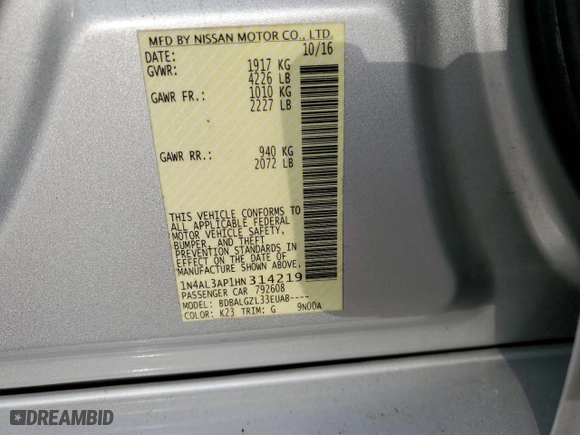 MFD BY NISSAN MOTOR CO., LTD.
DATE: 10/16
GVWR: 1917 KG
4226 LB
GAWR FR.: 1010 KG
2227 LB
GAWR RR.: 940 KG
2072 LB
THIS VEHICLE CONFORMS TO
ALL APPLICABLE FEDERAL
MOTOR VEHICLE SAFETY,
BUMPER, AND THEFT
PREVENTION STANDARDS IN
EFFECT ON THE DATE OF
MANUFACTURE SHOWN ABOVE.
1N4AL3AP1HN314219
PASSENGER CAR 792608
MODEL: BDBALGZL33EUAB----
COLOR: K23 TRIM: G 9N00A
DREAMBID